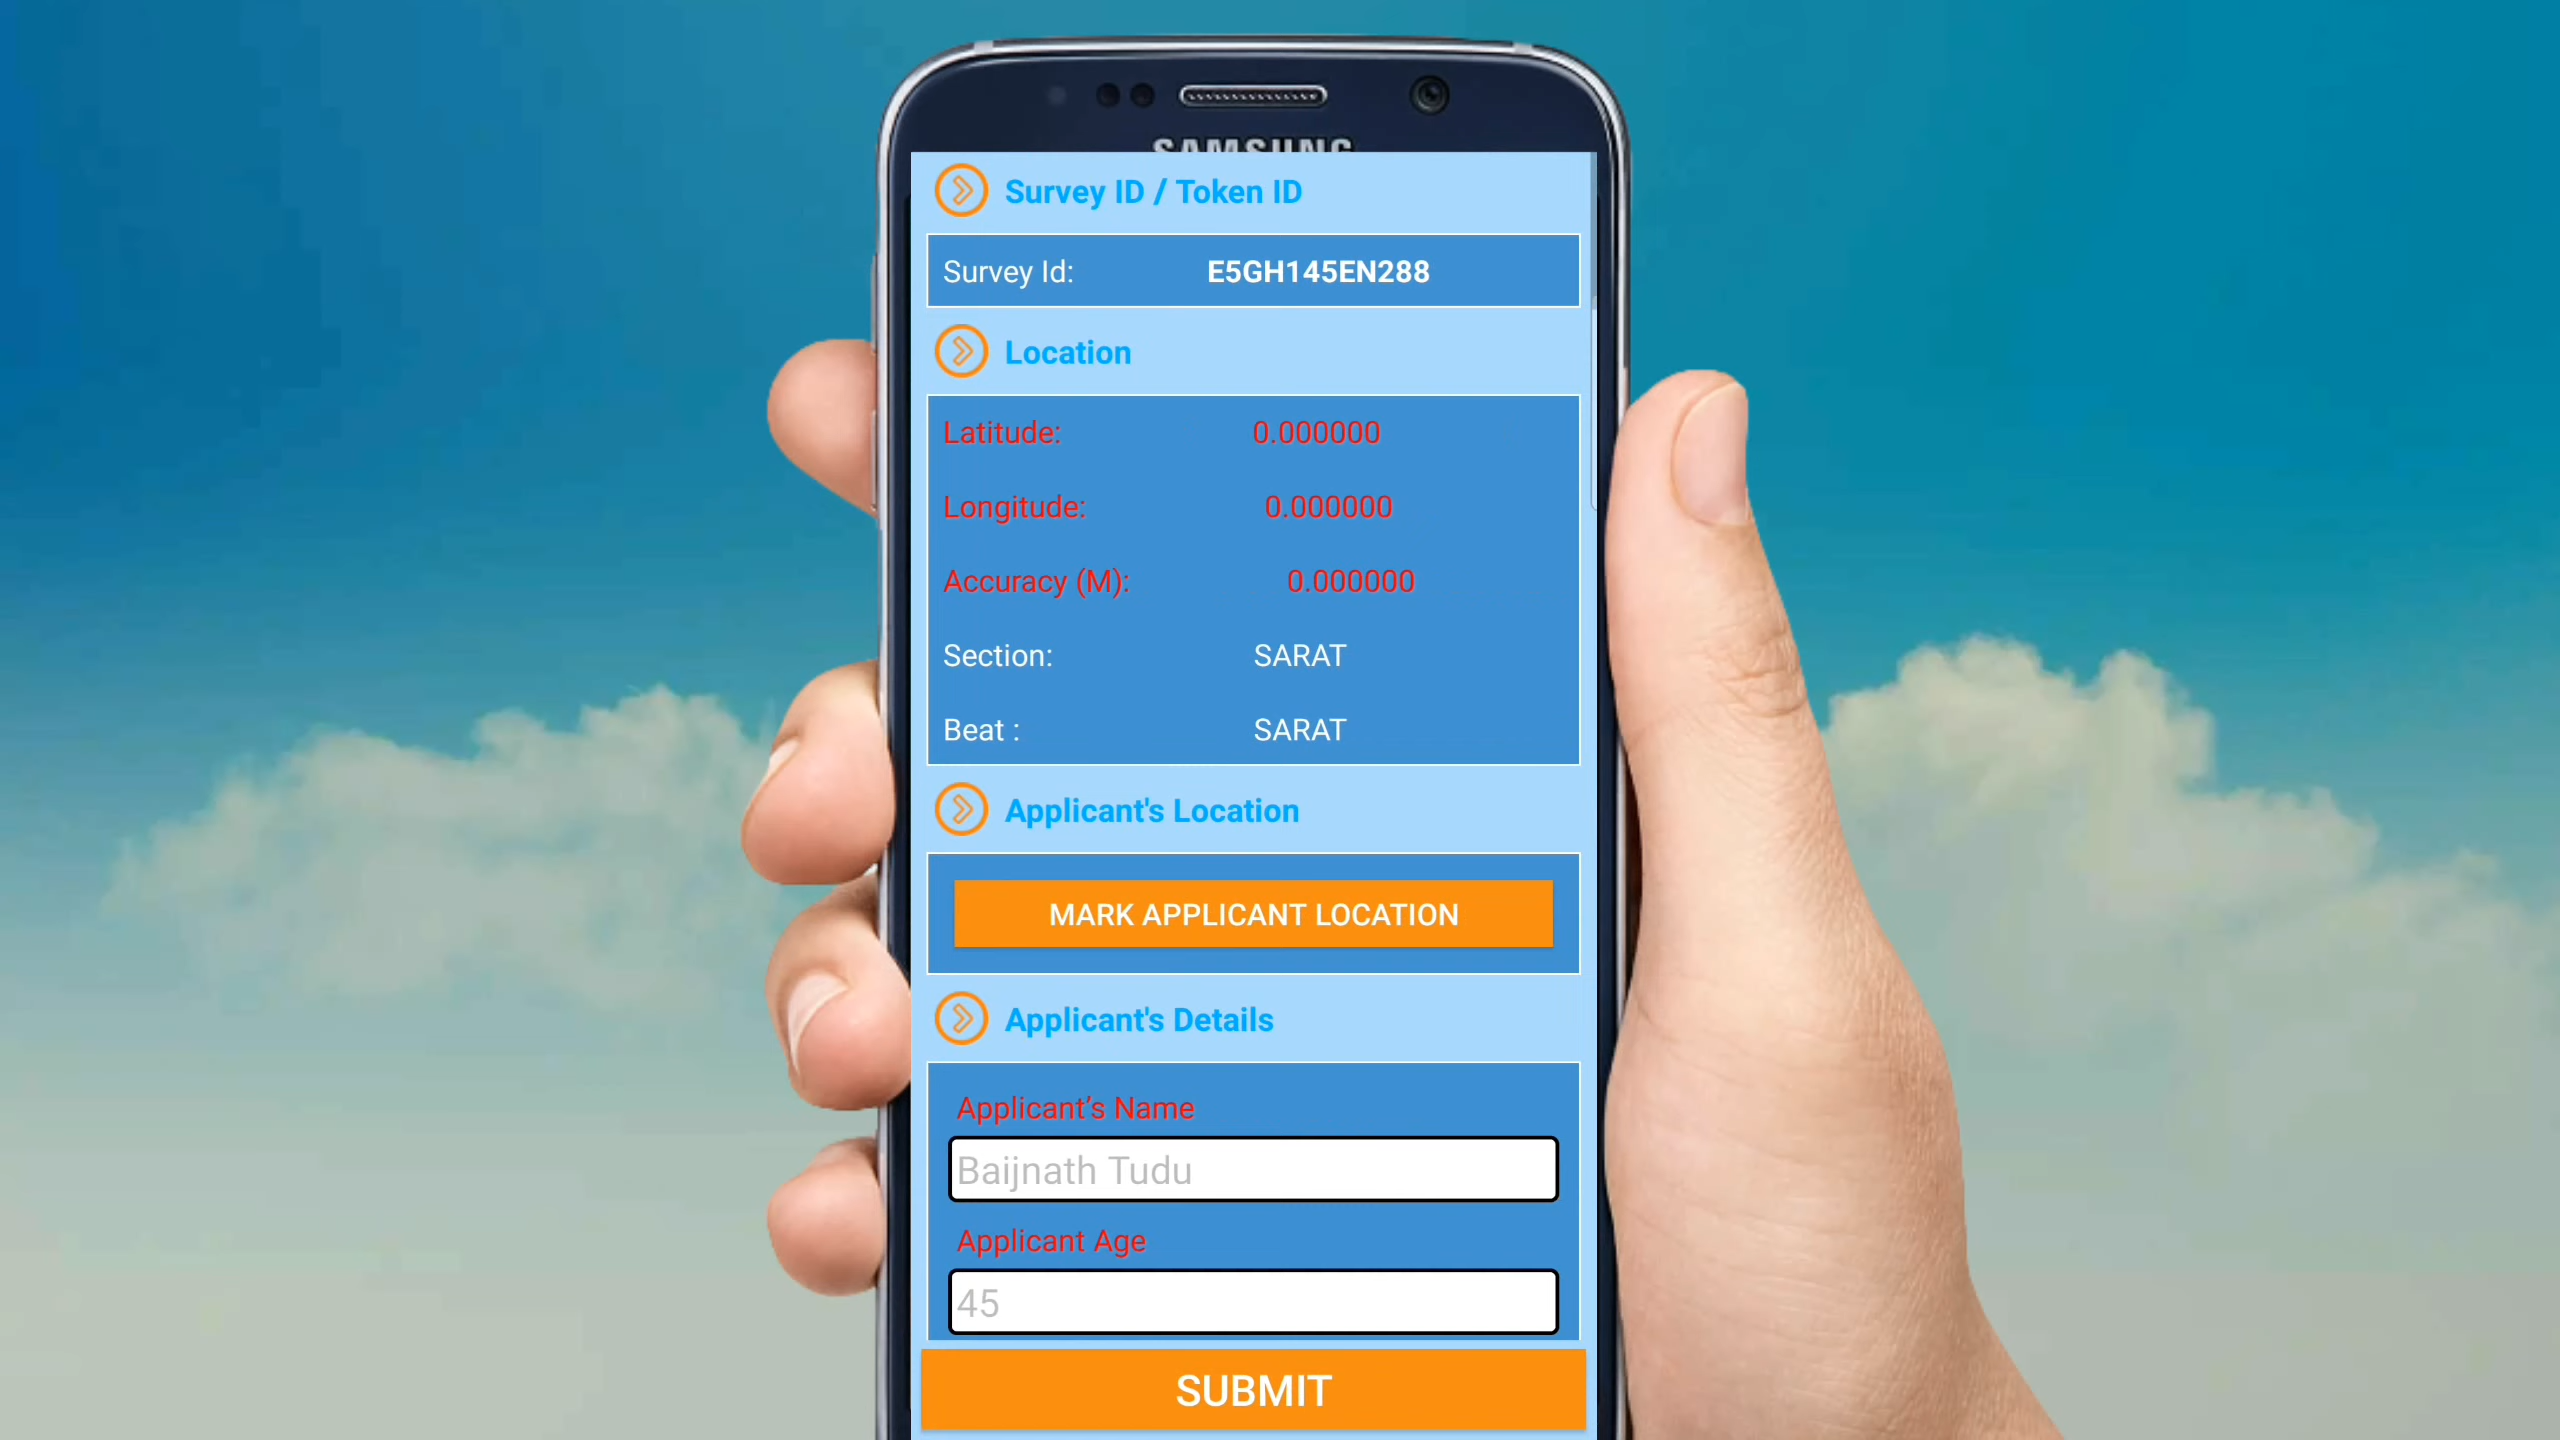 SAMSUNG
Survey ID / Token ID
Survey Id: E5GH145EN288
Location
Latitude: 0.000000
Longitude: 0.000000
Accuracy (M): 0.000000
Section: SARAT
Beat : SARAT
Applicant's Location
MARK APPLICANT LOCATION
Applicant's Details
Applicant’s Name
Baijnath Tudu
Applicant Age
45
SUBMIT